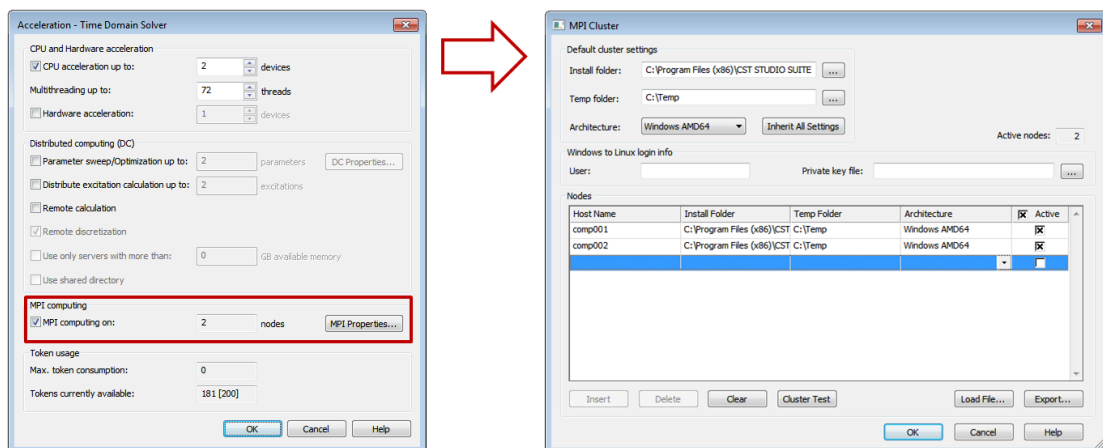 Acceleration - Time Domain Solver
CPU and Hardware acceleration
CPU acceleration up to: 2 devices
Multithreading up to: 72 threads
Hardware acceleration: 1 devices
Distributed computing (DC)
Parameter sweep/Optimization up to: 2 parameters DC Properties...
Distribute excitation calculation up to: 2 excitations
Remote calculation
Remote discretization
Use only servers with more than: 0 GB available memory
Use shared directory
MPI computing
MPI computing on: 2 nodes MPI Properties...
Token usage
Max. token consumption: 0
Tokens currently available: 181 [200]
OK Cancel Help
MPI Cluster
Default cluster settings
Install folder: C:\Program Files (x86)\CST STUDIO SUITE ...
Temp folder: C:\Temp ...
Architecture: Windows AMD64 Inherit All Settings
Active nodes: 2
Windows to Linux login info
User: Private key file: ...
Nodes
Host Name Install Folder Temp Folder Architecture Active
comp001 C:\Program Files (x86)\CST C:\Temp Windows AMD64
comp002 C:\Program Files (x86)\CST C:\Temp Windows AMD64
Insert Delete Clear Cluster Test Load File... Export...
OK Cancel Help